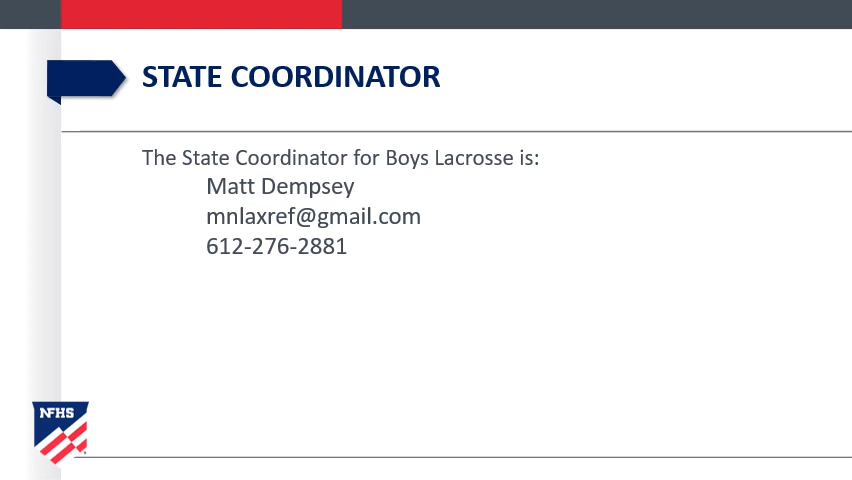 STATE COORDINATOR
The State Coordinator for Boys Lacrosse is:
Matt Dempsey
mnlaxref@gmail.com
612-276-2881
NFHS